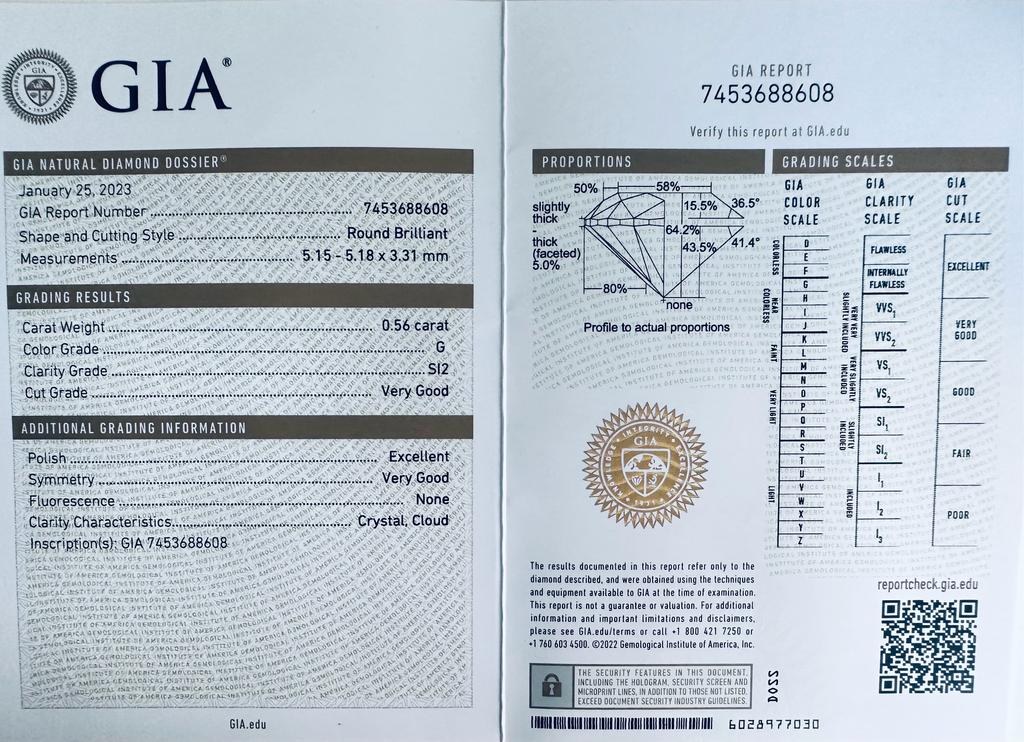 GIA®
GIA NATURAL DIAMOND DOSSIER®
January 25, 2023
GIA Report Number 7453688608
Shape and Cutting Style Round Brilliant
Measurements 5.15 - 5.18 x 3.31 mm
GRADING RESULTS
Carat Weight 0.56 carat
Color Grade G
Clarity Grade SI2
Cut Grade Very Good
ADDITIONAL GRADING INFORMATION
Polish Excellent
Symmetry Very Good
Fluorescence None
Clarity Characteristics Crystal, Cloud
Inscription(s): GIA 7453688608
GIA.edu
GIA REPORT
7453688608
Verify this report at GIA.edu
PROPORTIONS
50%
58%
15.5%
36.5°
slightly
thick
-
thick
(faceted)
5.0%
64.2%
43.5%
41.4°
80%
none
Profile to actual proportions
GIA
INTEGRITY
The results documented in this report refer only to the
diamond described, and were obtained using the techniques
and equipment available to GIA at the time of examination.
This report is not a guarantee or valuation. For additional
information and important limitations and disclaimers,
please see GIA.edu/terms or call +1 800 421 7250 or
+1 760 603 4500. ©2022 Gemological Institute of America, Inc.
THE SECURITY FEATURES IN THIS DOCUMENT,
INCLUDING THE HOLOGRAM, SECURITY SCREEN AND
MICROPRINT LINES, IN ADDITION TO THOSE NOT LISTED,
EXCEED DOCUMENT SECURITY INDUSTRY GUIDELINES.
D022
6028977030
GRADING SCALES
GIA
COLOR
SCALE
COLORLESS
D
E
F
NEAR
COLORLESS
G
H
I
J
FAINT
K
L
M
VERY LIGHT
N
O
P
Q
R
LIGHT
S
T
U
V
W
X
Y
Z
GIA
CLARITY
SCALE
FLAWLESS
INTERNALLY
FLAWLESS
VERY VERY
SLIGHTLY INCLUDED
VVS1
VVS2
VERY SLIGHTLY
INCLUDED
VS1
VS2
SLIGHTLY
INCLUDED
SI1
SI2
INCLUDED
I1
I2
I3
GIA
CUT
SCALE
EXCELLENT
VERY
GOOD
GOOD
FAIR
POOR
reportcheck.gia.edu